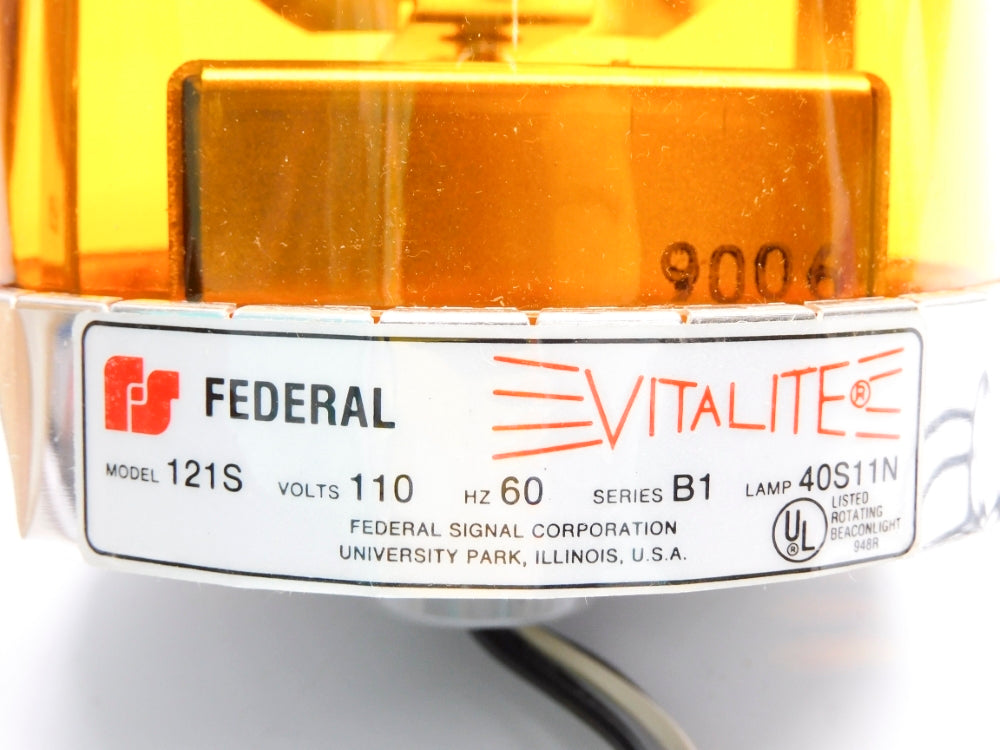 9006
FS FEDERAL
VITALITE®
MODEL 121S VOLTS 110 HZ 60 SERIES B1 LAMP 40S11N
FEDERAL SIGNAL CORPORATION
UNIVERSITY PARK, ILLINOIS, U.S.A.
UL®
LISTED
ROTATING
BEACONLIGHT
948R